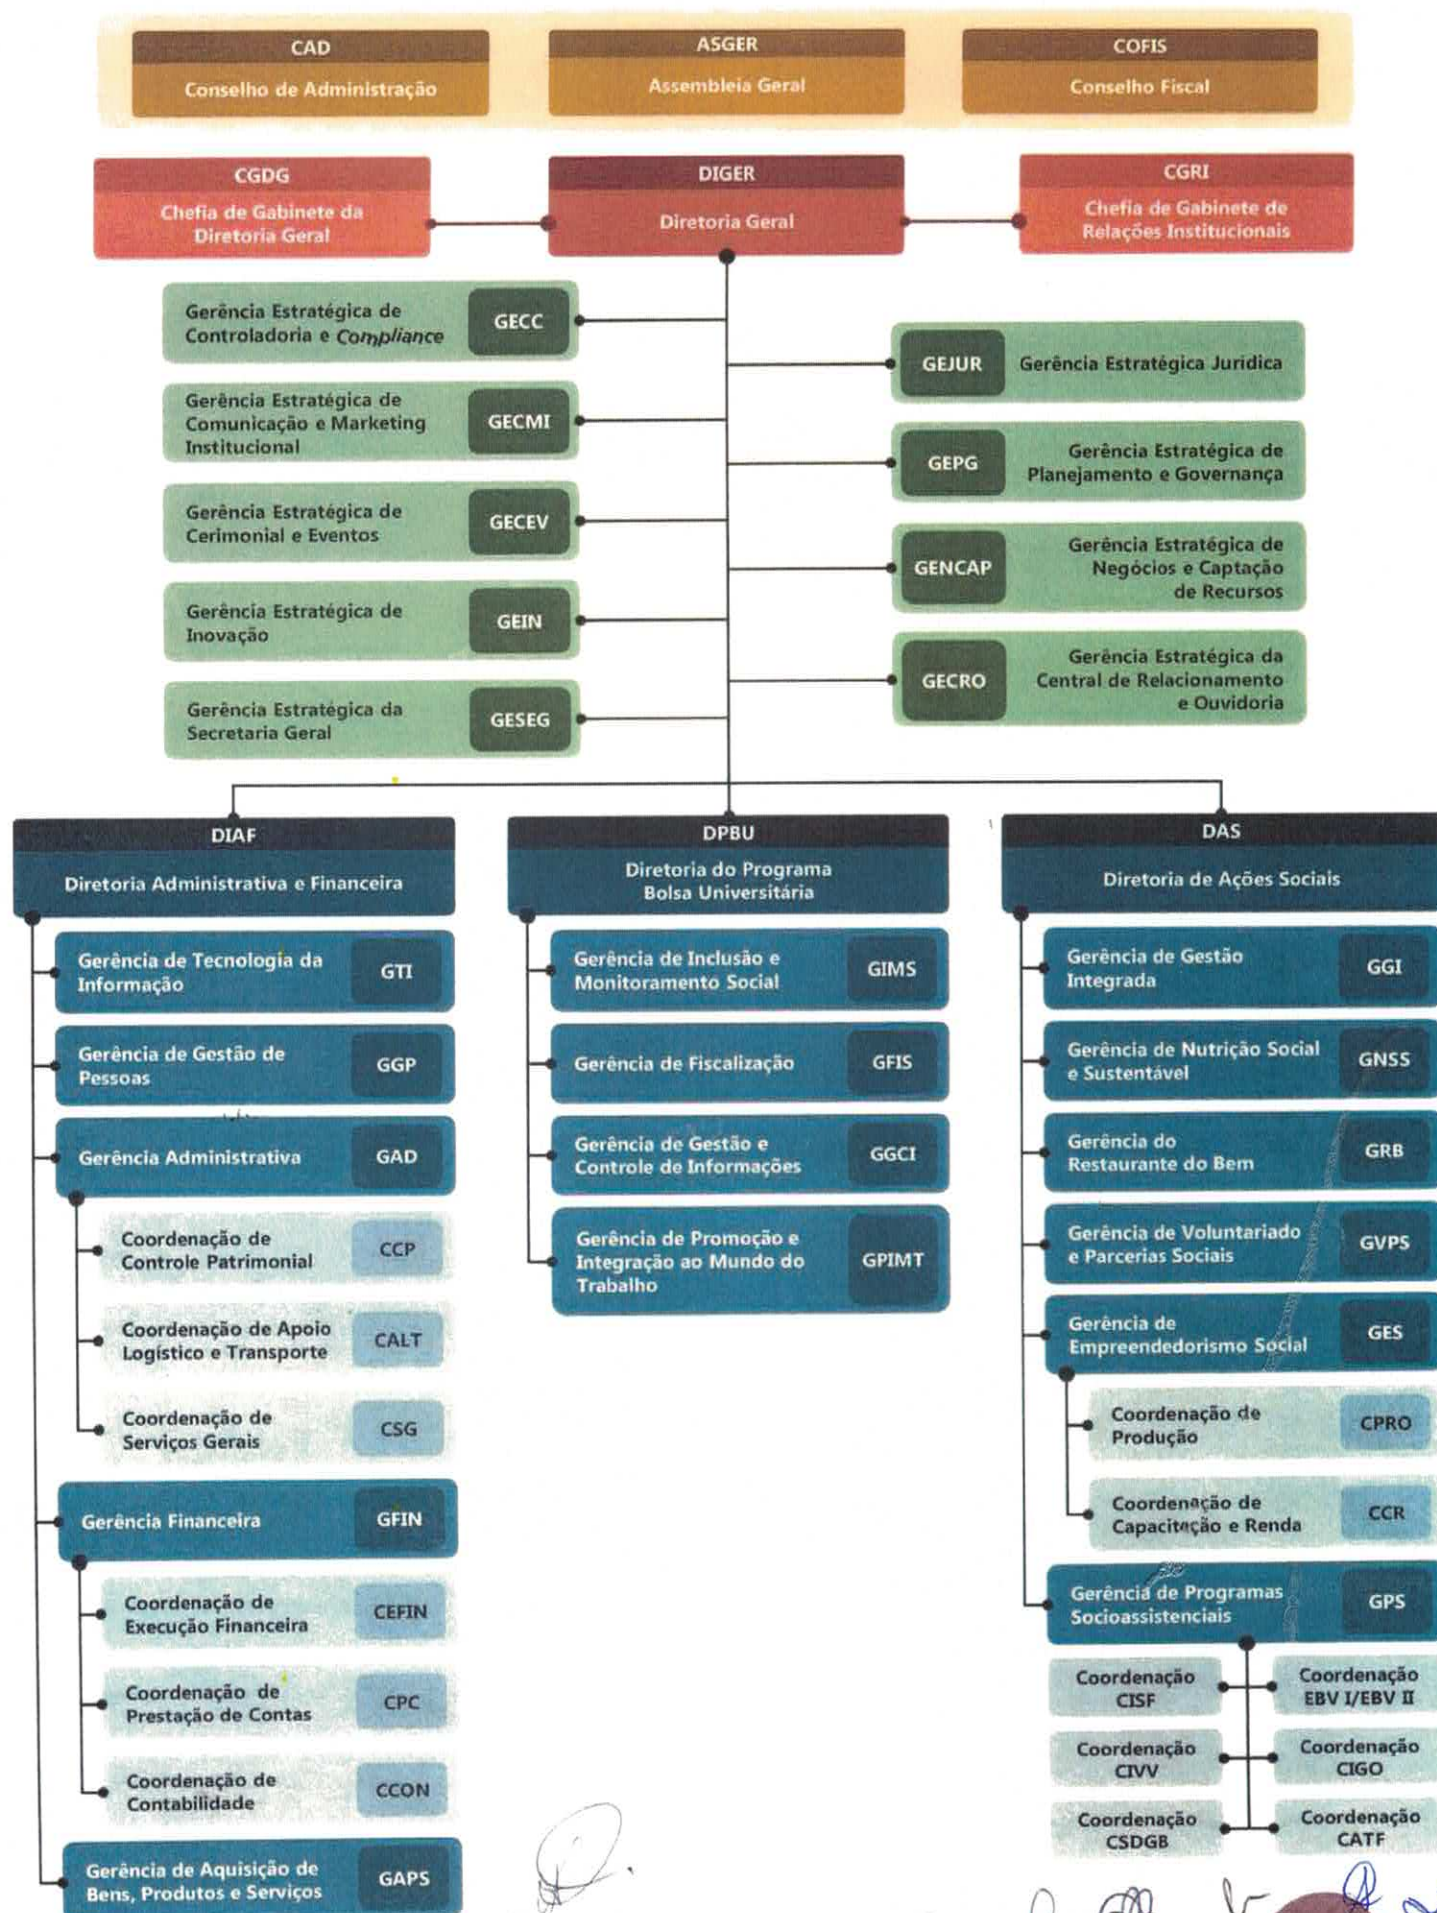 CAD
Conselho de Administração
ASGER
Assembleia Geral
COFIS
Conselho Fiscal
CGDG
Chefia de Gabinete da
Diretoria Geral
DIGER
Diretoria Geral
CGRI
Chefia de Gabinete de
Relações Institucionais
Gerência Estratégica de
Controladoria e Compliance
GECC
Gerência Estratégica de
Comunicação e Marketing
Institucional
GECMI
Gerência Estratégica de
Cerimonial e Eventos
GECEV
Gerência Estratégica de
Inovação
GEIN
Gerência Estratégica da
Secretaria Geral
GESEG
GEJUR
Gerência Estratégica Jurídica
GEPG
Gerência Estratégica de
Planejamento e Governança
GENCAP
Gerência Estratégica de
Negócios e Captação
de Recursos
GECRO
Gerência Estratégica da
Central de Relacionamento
e Ouvidoria
DIAF
Diretoria Administrativa e Financeira
Gerência de Tecnologia da
Informação
GTI
Gerência de Gestão de
Pessoas
GGP
Gerência Administrativa
GAD
Coordenação de
Controle Patrimonial
CCP
Coordenação de Apoio
Logístico e Transporte
CALT
Coordenação de
Serviços Gerais
CSG
Gerência Financeira
GFIN
Coordenação de
Execução Financeira
CEFIN
Coordenação de
Prestação de Contas
CPC
Coordenação de
Contabilidade
CCON
Gerência de Aquisição de
Bens, Produtos e Serviços
GAPS
DPBU
Diretoria do Programa
Bolsa Universitária
Gerência de Inclusão e
Monitoramento Social
GIMS
Gerência de Fiscalização
GFIS
Gerência de Gestão e
Controle de Informações
GGCI
Gerência de Promoção e
Integração ao Mundo do
Trabalho
GPIMT
DAS
Diretoria de Ações Sociais
Gerência de Gestão
Integrada
GGI
Gerência de Nutrição Social
e Sustentável
GNSS
Gerência do
Restaurante do Bem
GRB
Gerência de Voluntariado
e Parcerias Sociais
GVPS
Gerência de
Empreendedorismo Social
GES
Coordenação de
Produção
CPRO
Coordenação de
Capacitação e Renda
CCR
Gerência de Programas
Socioassistenciais
GPS
Coordenação
CISF
Coordenação
EBV I/EBV II
Coordenação
CIVV
Coordenação
CIGO
Coordenação
CSDGB
Coordenação
CATF